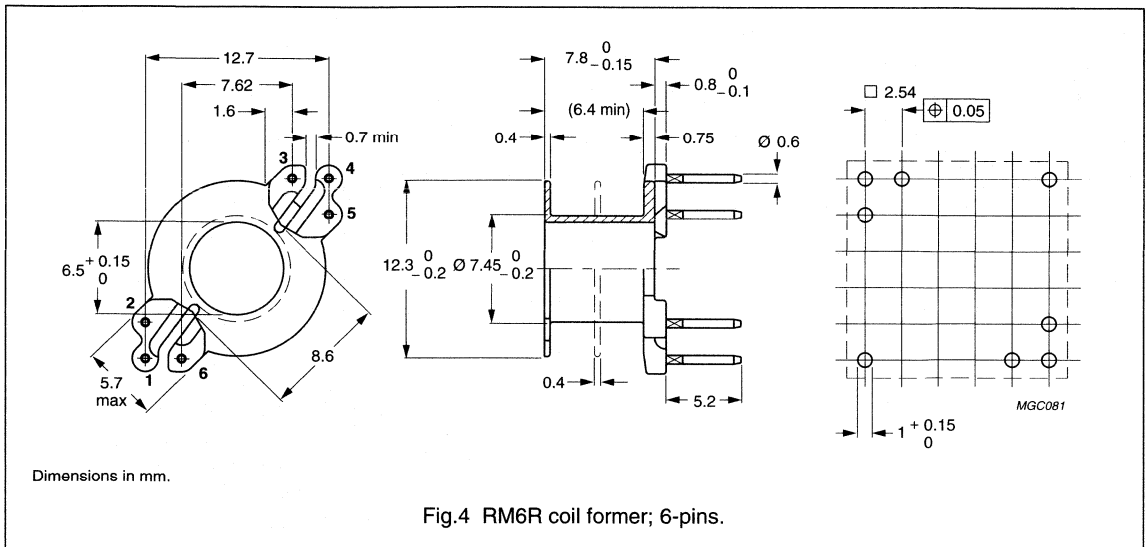 12.7
7.62
1.6
0.7 min
3
4
5
6.5 + 0.15 0
2
1
6
5.7 max
8.6
7.8 0 −0.15
0.8 0 −0.1
(6.4 min)
0.4
0.75
Ø 0.6
12.3 0 −0.2
Ø 7.45 0 −0.2
0.4
5.2
□ 2.54
⌖ 0.05
MGC081
1 + 0.15 0
Dimensions in mm.
Fig.4 RM6R coil former; 6-pins.